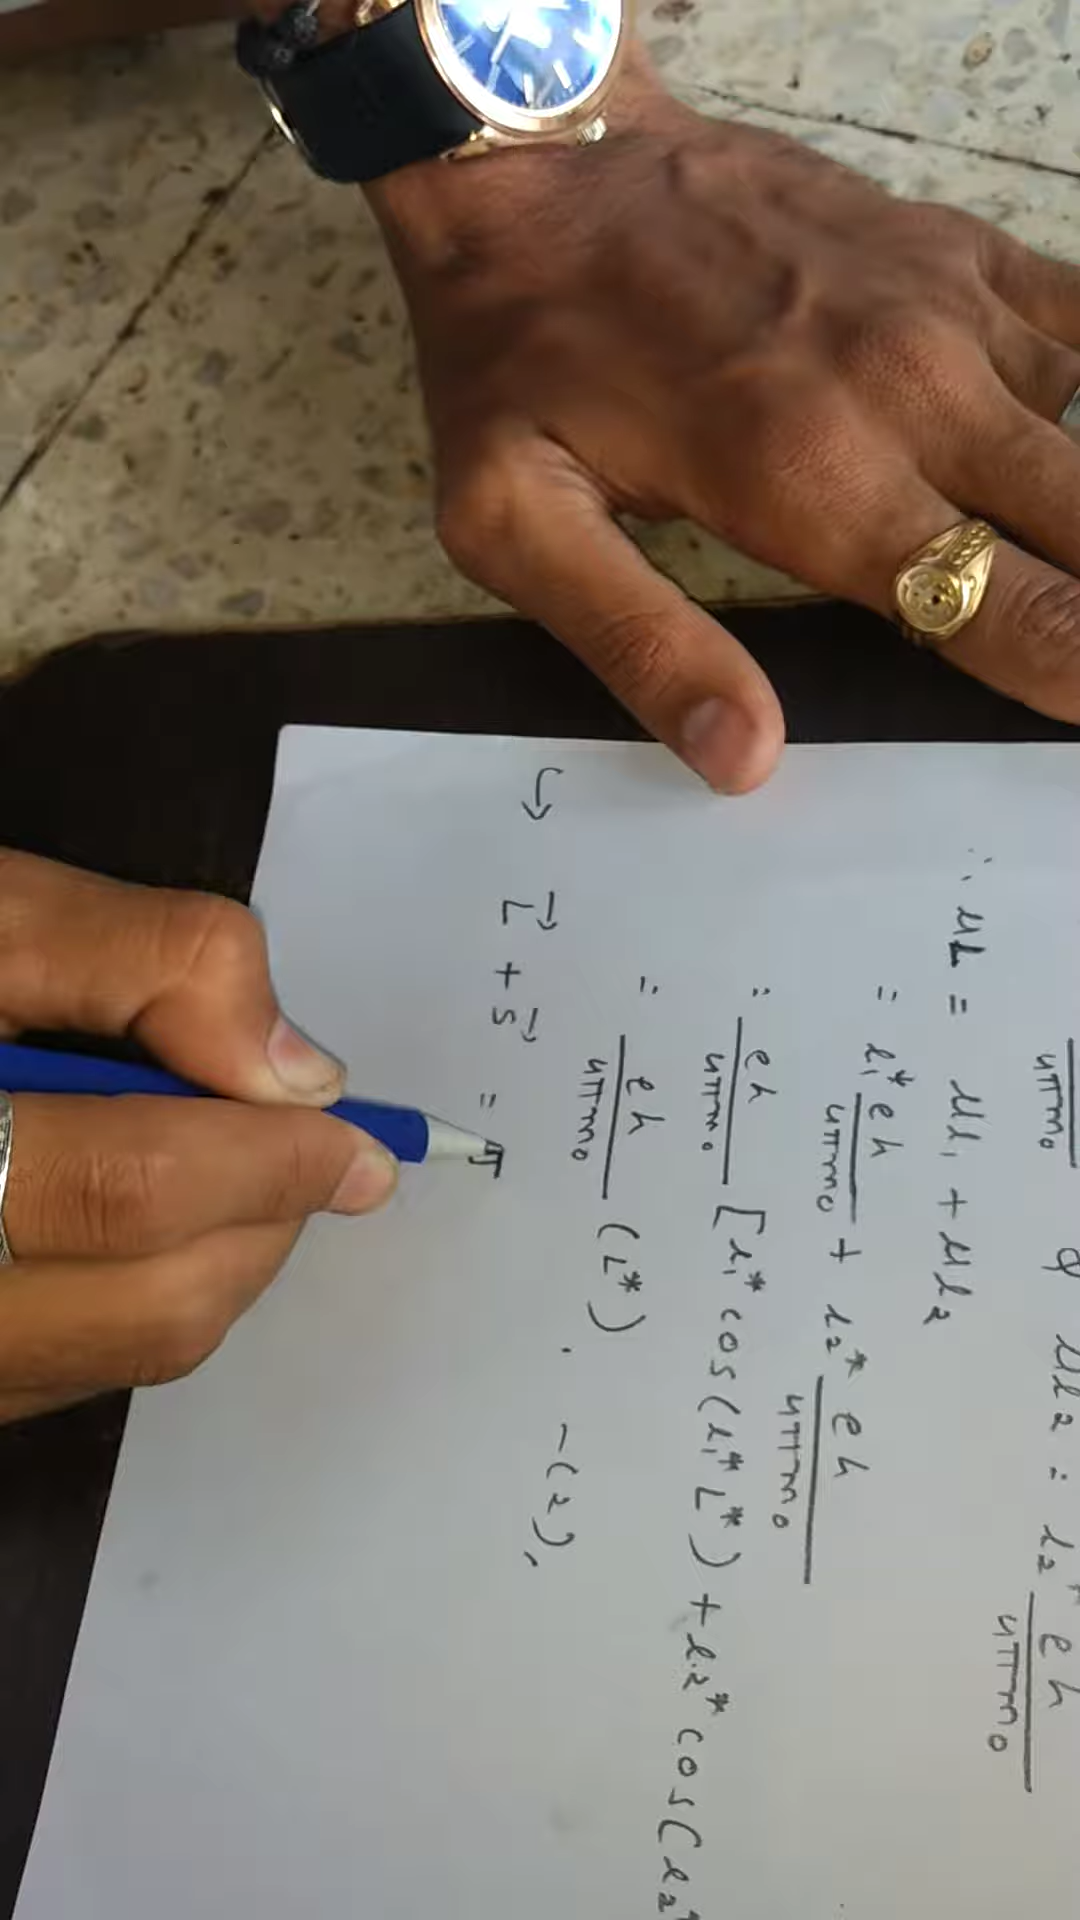 4πm₀ & μl₂ = l₂* eh/4πm₀
∴ μL = μl₁ + μl₂
= l₁* eh/4πm₀ + l₂* eh/4πm₀
= eh/4πm₀ [l₁* cos(l₁* L*) + l₂* cos(l₂*
= eh/4πm₀ (L*). –(2),
↳ L⃗ + S⃗ = J